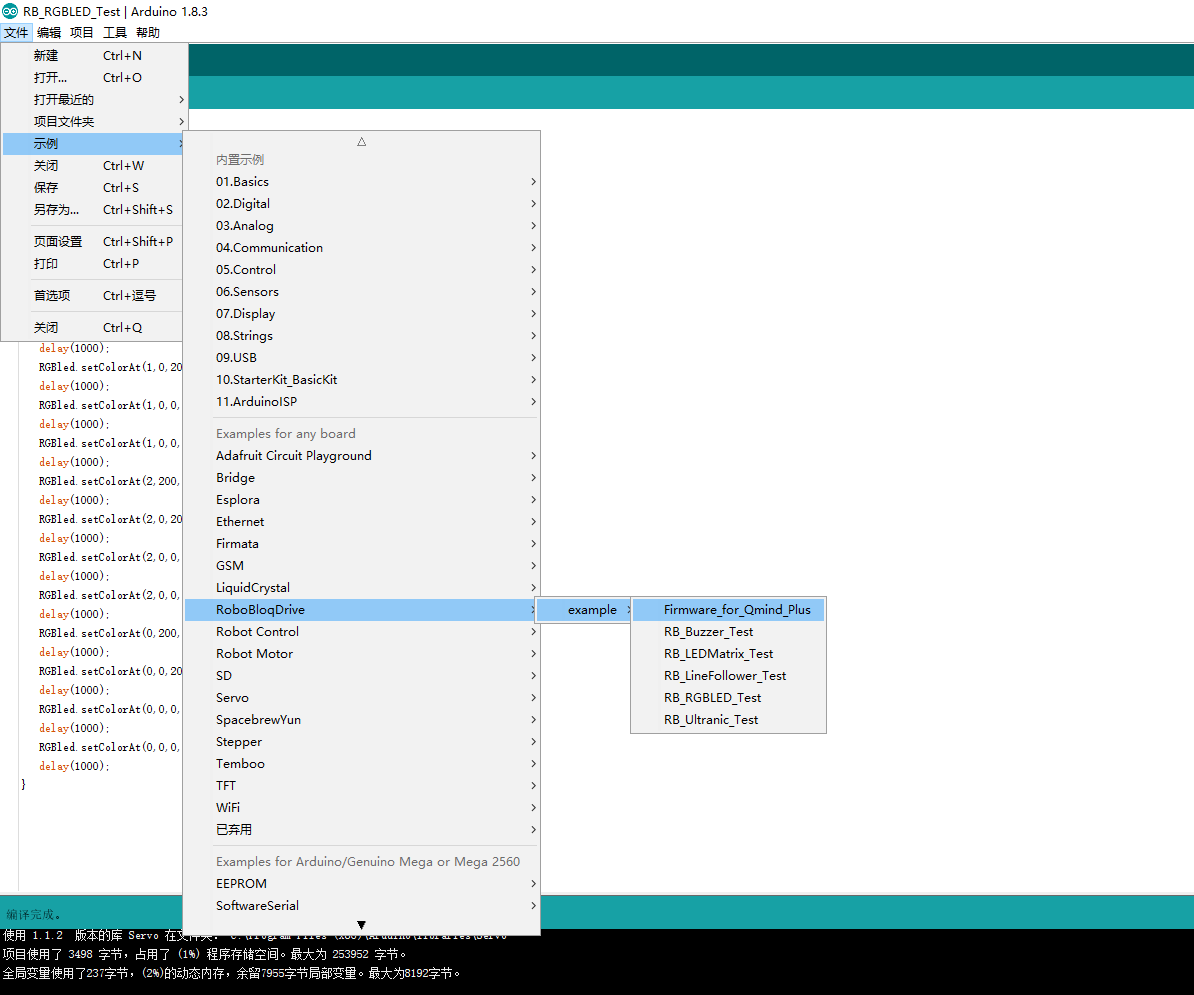 RB_RGBLED_Test | Arduino 1.8.3
文件 编辑 项目 工具 帮助
新建 Ctrl+N
打开... Ctrl+O
打开最近的
项目文件夹
示例
关闭 Ctrl+W
保存 Ctrl+S
另存为... Ctrl+Shift+S
页面设置 Ctrl+Shift+P
打印 Ctrl+P
首选项 Ctrl+逗号
关闭 Ctrl+Q
内置示例
01.Basics
02.Digital
03.Analog
04.Communication
05.Control
06.Sensors
07.Display
08.Strings
09.USB
10.StarterKit_BasicKit
11.ArduinoISP
Examples for any board
Adafruit Circuit Playground
Bridge
Esplora
Ethernet
Firmata
GSM
LiquidCrystal
RoboBloqDrive
Robot Control
Robot Motor
SD
Servo
SpacebrewYun
Stepper
Temboo
TFT
WiFi
已弃用
Examples for Arduino/Genuino Mega or Mega 2560
EEPROM
SoftwareSerial
example
Firmware_for_Qmind_Plus
RB_Buzzer_Test
RB_LEDMatrix_Test
RB_LineFollower_Test
RB_RGBLED_Test
RB_Ultranic_Test
delay(1000);
RGBled.setColorAt(1,0,20
delay(1000);
RGBled.setColorAt(1,0,0,
delay(1000);
RGBled.setColorAt(1,0,0,
delay(1000);
RGBled.setColorAt(2,200,
delay(1000);
RGBled.setColorAt(2,0,20
delay(1000);
RGBled.setColorAt(2,0,0,
delay(1000);
RGBled.setColorAt(2,0,0,
delay(1000);
RGBled.setColorAt(0,200,
delay(1000);
RGBled.setColorAt(0,0,20
delay(1000);
RGBled.setColorAt(0,0,0,
delay(1000);
RGBled.setColorAt(0,0,0,
delay(1000);
}
编译完成。
使用 1.1.2 版本的库 Servo 在文件夹: C:\Program Files (x86)\Arduino\libraries\Servo
项目使用了 3498 字节，占用了 (1%) 程序存储空间。最大为 253952 字节。
全局变量使用了237字节，(2%)的动态内存，余留7955字节局部变量。最大为8192字节。